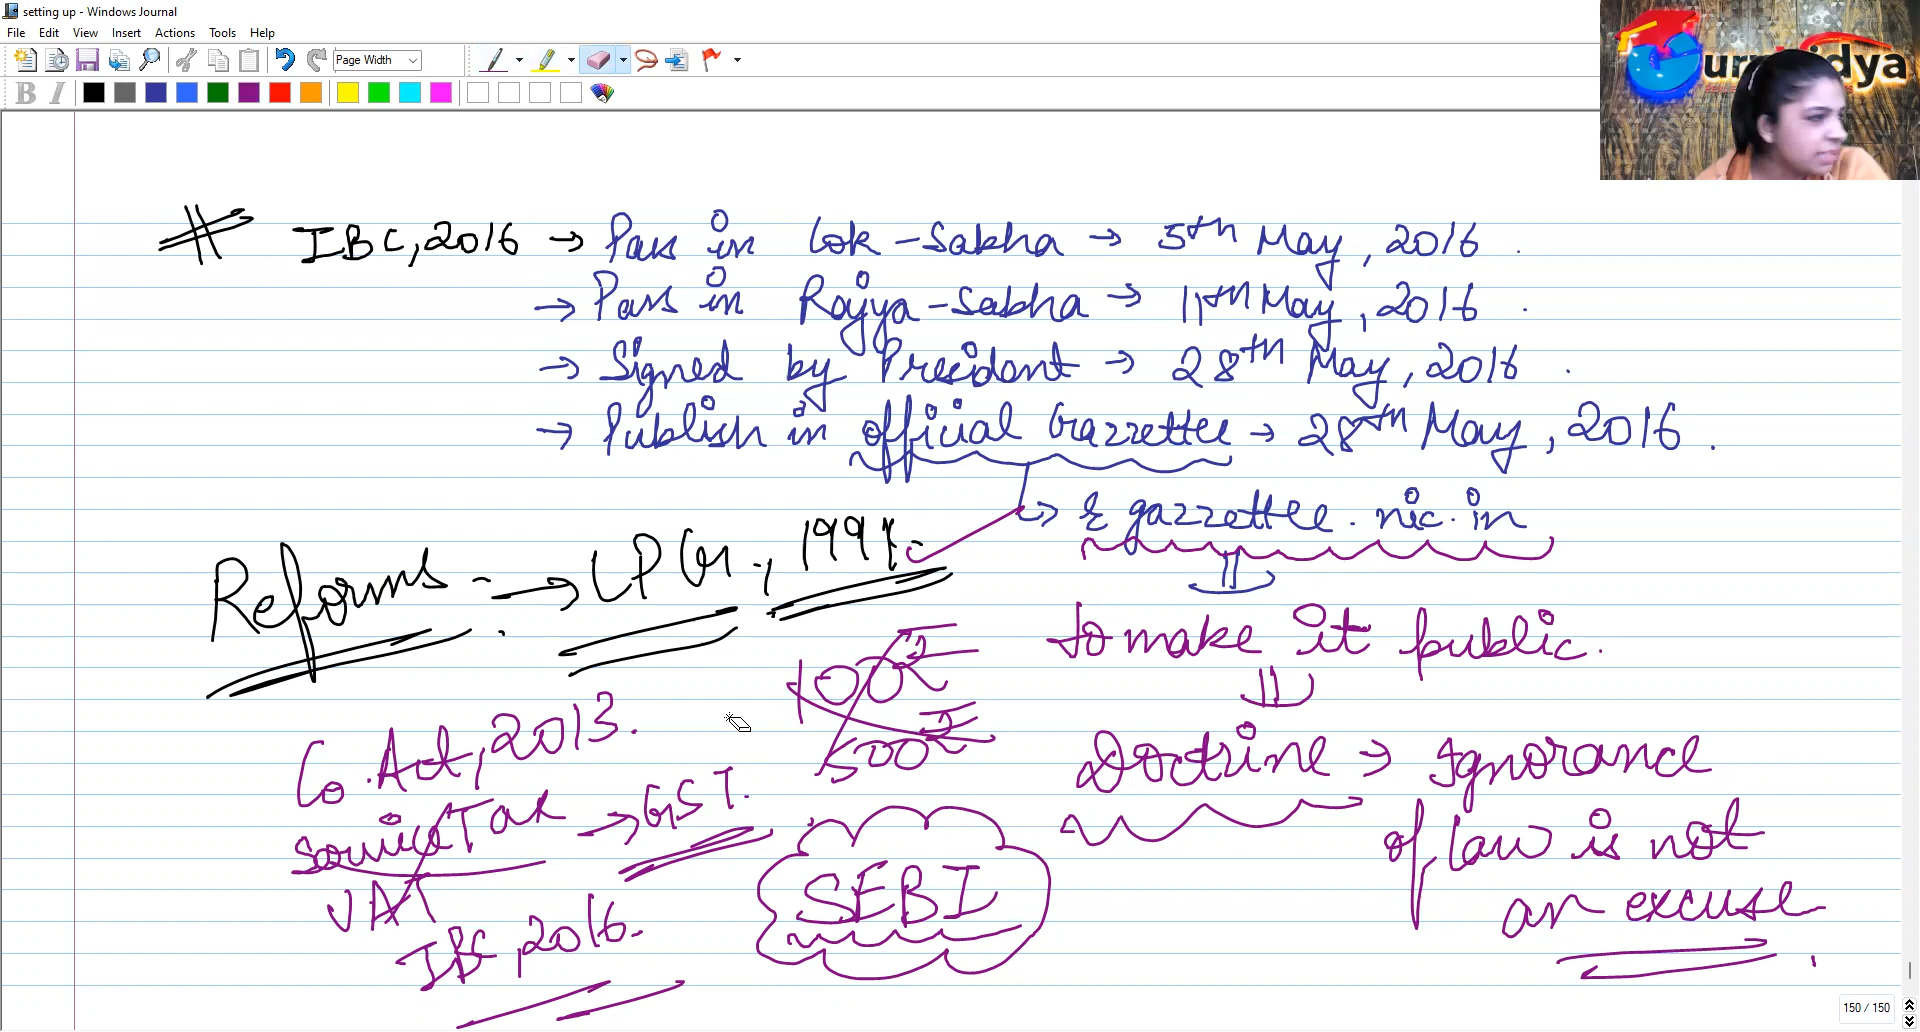 setting up - Windows Journal
File Edit View Insert Actions Tools Help
Page Width
B I
# IBC, 2016 → Pass in Lok-Sabha → 5th May, 2016.
→ Pass in Rajya-Sabha → 11th May, 2016.
→ Signed by President → 28th May, 2016.
→ Publish in official Gazzettee → 28th May, 2016.
↳ egazzettee.nic.in
Reforms → LPG, 1991.
to make it public.
100
500
Co. Act, 2013.
Doctrine → Ignorance
of law is not
an excuse.
Service Tax → GST.
VAT
IBC, 2016.
SEBI
150 / 150